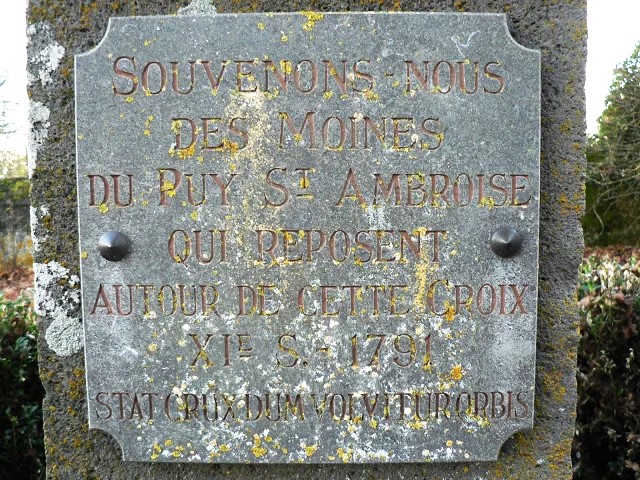 SOUVENONS-NOUS
DES MOINES
DU PUY ST AMBROISE
QUI REPOSENT
AUTOUR DE CETTE CROIX
XIE S.-1791
STAT CRUX DUM VOLVITUR ORBIS